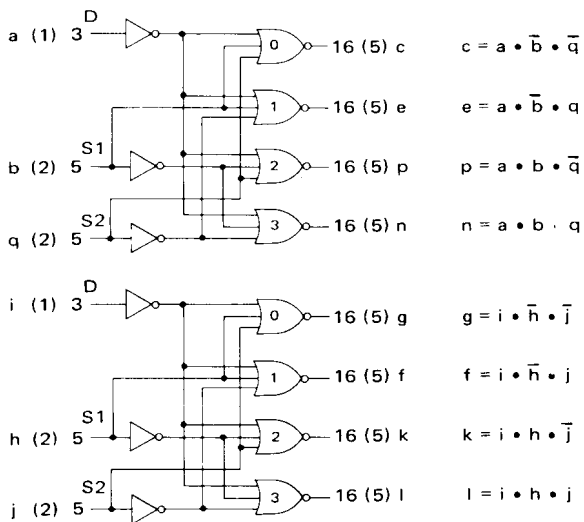 D
a (1) 3 0 16 (5) c c = a • b̅ • q̅
1 16 (5) e e = a • b̅ • q
S1
b (2) 5 2 16 (5) p p = a • b • q̅
S2
q (2) 5 3 16 (5) n n = a • b · q
D
i (1) 3 0 16 (5) g g = i • h̅ • j̅
1 16 (5) f f = i • h̅ • j
S1
h (2) 5 2 16 (5) k k = i • h • j̅
S2
j (2) 5 3 16 (5) l l = i • h • j